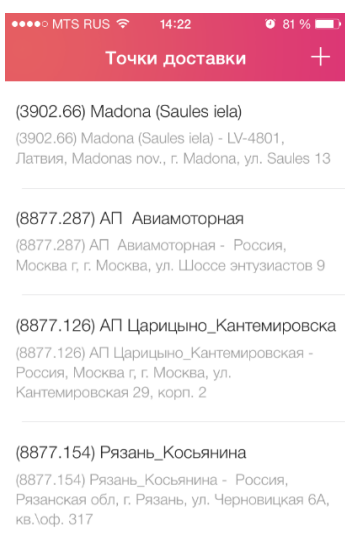 MTS RUS 14:22 81 %
Точки доставки +
(3902.66) Madona (Saules iela)
(3902.66) Madona (Saules iela) - LV-4801,
Латвия, Madonas nov., г. Madona, ул. Saules 13
(8877.287) АП Авиамоторная
(8877.287) АП Авиамоторная - Россия,
Москва г, г. Москва, ул. Шоссе энтузиастов 9
(8877.126) АП Царицыно_Кантемировска
(8877.126) АП Царицыно_Кантемировская -
Россия, Москва г, г. Москва, ул.
Кантемировская 29, корп. 2
(8877.154) Рязань_Косьянина
(8877.154) Рязань_Косьянина - Россия,
Рязанская обл, г. Рязань, ул. Черновицкая 6А,
кв.\оф. 317